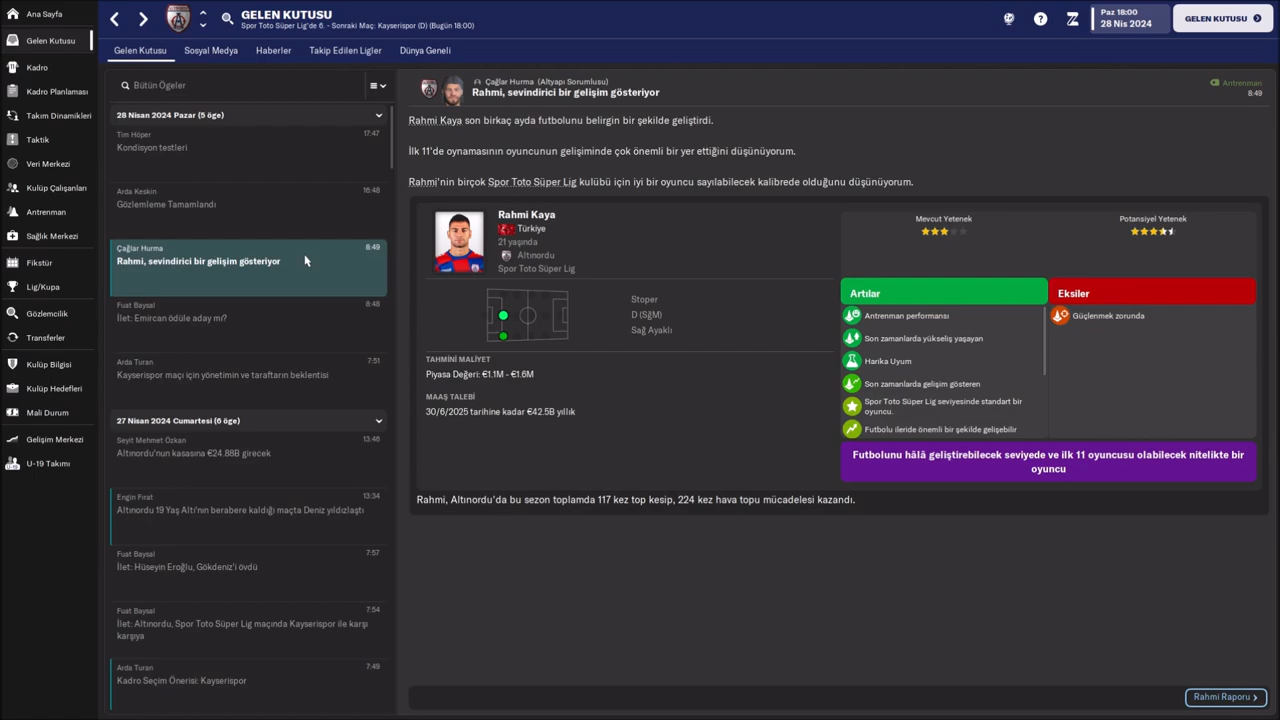 Ana Sayfa
Gelen Kutusu
Kadro
Kadro Planlaması
Takım Dinamikleri
Taktik
Veri Merkezi
Kulüp Çalışanları
Antrenman
Sağlık Merkezi
Fikstür
Lig/Kupa
Gözlemcilik
Transferler
Kulüp Bilgisi
Kulüp Hedefleri
Mali Durum
Gelişim Merkezi
U-19 Takımı
GELEN KUTUSU
Spor Toto Süper Lig'de 6. - Sonraki Maç: Kayserispor (D) (Bugün 18:00)
Paz 18:00
28 Nis 2024
GELEN KUTUSU
Gelen Kutusu
Sosyal Medya
Haberler
Takip Edilen Ligler
Dünya Geneli
Bütün Ögeler
28 Nisan 2024 Pazar (5 öge)
Tim Höper 17:47
Kondisyon testleri
Arda Keskin 16:48
Gözlemleme Tamamlandı
Çağlar Hurma 8:49
Rahmi, sevindirici bir gelişim gösteriyor
Fuat Baysal 8:48
İlet: Emircan ödüle aday mı?
Arda Turan 7:51
Kayserispor maçı için yönetimin ve taraftarın beklentisi
27 Nisan 2024 Cumartesi (6 öge)
Seyit Mehmet Özkan 13:46
Altınordu'nun kasasına €24.88B girecek
Engin Fırat 13:34
Altınordu 19 Yaş Altı'nın berabere kaldığı maçta Deniz yıldızlaştı
Fuat Baysal 7:57
İlet: Hüseyin Eroğlu, Gökdeniz'i övdü
Fuat Baysal 7:54
İlet: Altınordu, Spor Toto Süper Lig maçında Kayserispor ile karşı
karşıya
Arda Turan 7:49
Kadro Seçim Önerisi: Kayserispor
Çağlar Hurma (Altyapı Sorumlusu)
Rahmi, sevindirici bir gelişim gösteriyor
Antrenman
8:49
Rahmi Kaya son birkaç ayda futbolunu belirgin bir şekilde geliştirdi.
İlk 11'de oynamasının oyuncunun gelişiminde çok önemli bir yer ettiğini düşünüyorum.
Rahmi'nin birçok Spor Toto Süper Lig kulübü için iyi bir oyuncu sayılabilecek kalibrede olduğunu düşünüyorum.
Rahmi Kaya
Türkiye
21 yaşında
Altınordu
Spor Toto Süper Lig
Stoper
D (SğM)
Sağ Ayaklı
TAHMİNİ MALİYET
Piyasa Değeri: €1.1M - €1.6M
MAAŞ TALEBİ
30/6/2025 tarihine kadar €42.5B yıllık
Mevcut Yetenek
Potansiyel Yetenek
Artılar
Antrenman performansı
Son zamanlarda yükseliş yaşayan
Harika Uyum
Son zamanlarda gelişim gösteren
Spor Toto Süper Lig seviyesinde standart bir
oyuncu.
Futbolu ileride önemli bir şekilde gelişebilir
Eksiler
Güçlenmek zorunda
Futbolunu hâlâ geliştirebilecek seviyede ve ilk 11 oyuncusu olabilecek nitelikte bir
oyuncu
Rahmi, Altınordu'da bu sezon toplamda 117 kez top kesip, 224 kez hava topu mücadelesi kazandı.
Rahmi Raporu